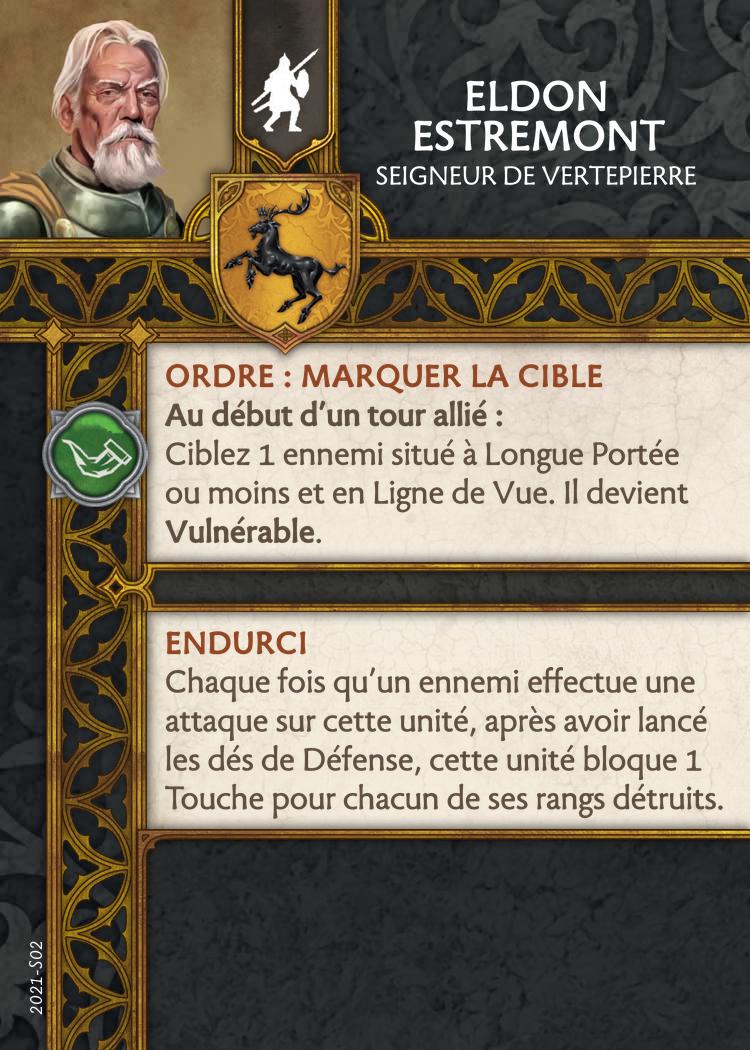 ELDON
ESTREMONT
SEIGNEUR DE VERTEPIERRE
ORDRE : MARQUER LA CIBLE
Au début d'un tour allié :
Ciblez 1 ennemi situé à Longue Portée
ou moins et en Ligne de Vue. Il devient
Vulnérable.
ENDURCI
Chaque fois qu'un ennemi effectue une
attaque sur cette unité, après avoir lancé
les dés de Défense, cette unité bloque 1
Touche pour chacun de ses rangs détruits.
2021-S02